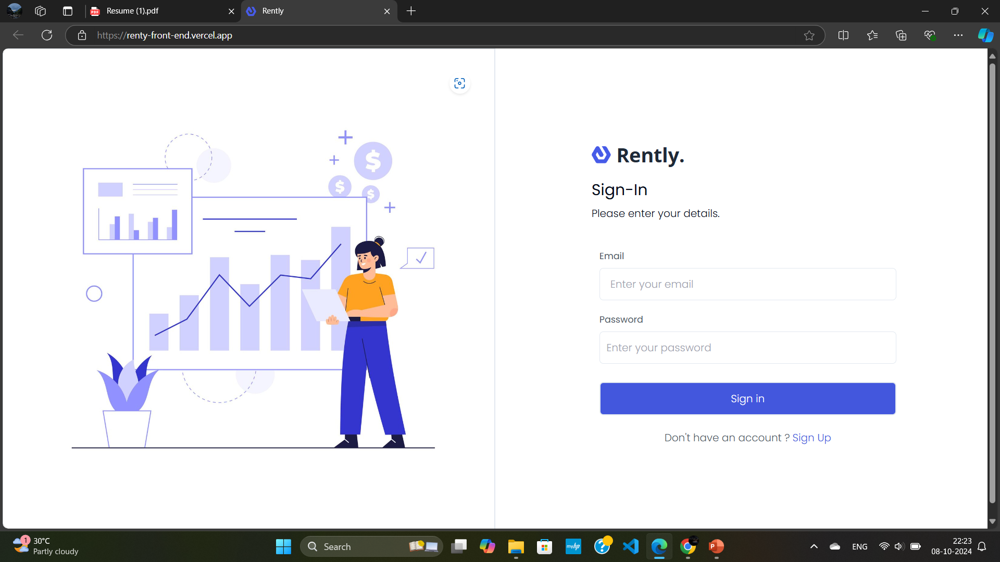 Resume (1).pdf
Rently
https://renty-front-end.vercel.app
Rently.
Sign-In
Please enter your details.
Email
Enter your email
Password
Enter your password
Sign in
Don't have an account ? Sign Up
$
$
$
1
30°C
Partly cloudy
Search
myhp
ENG
22:23
08-10-2024